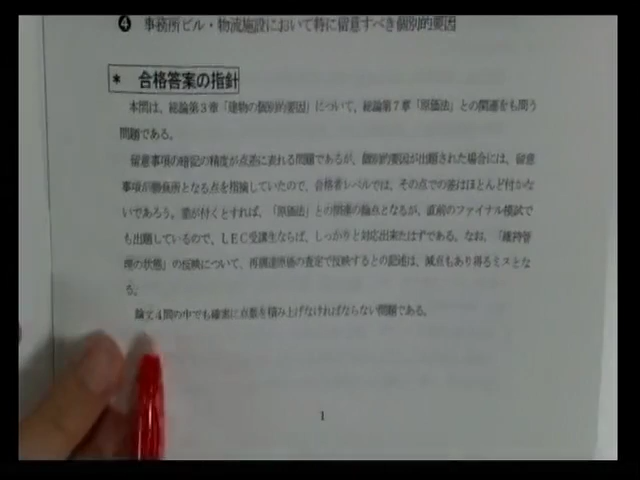 ❹ 事務所ビル・物流施設において特に留意すべき個別的要因
* 合格答案の指針
本問は、総論第3章「建物の個別的要因」について、総論第7章「原価法」との関連をも問う
問題である。
留意事項の暗記の精度が点差に表れる問題であるが、個別的要因が出題された場合には、留意
事項が勝負所となる点を指摘していたので、合格者レベルでは、その点での差はほとんど付かな
いであろう。差が付くとすれば、「原価法」との関連の論点となるが、直前のファイナル模試で
も出題しているので、LEC受講生ならば、しっかりと対応出来たはずである。なお、「維持管
理の状態」の反映について、再調達原価の査定で反映するとの記述は、減点もあり得るミスとな
る。
論文4問の中でも確実に点数を積み上げなければならない問題である。
1